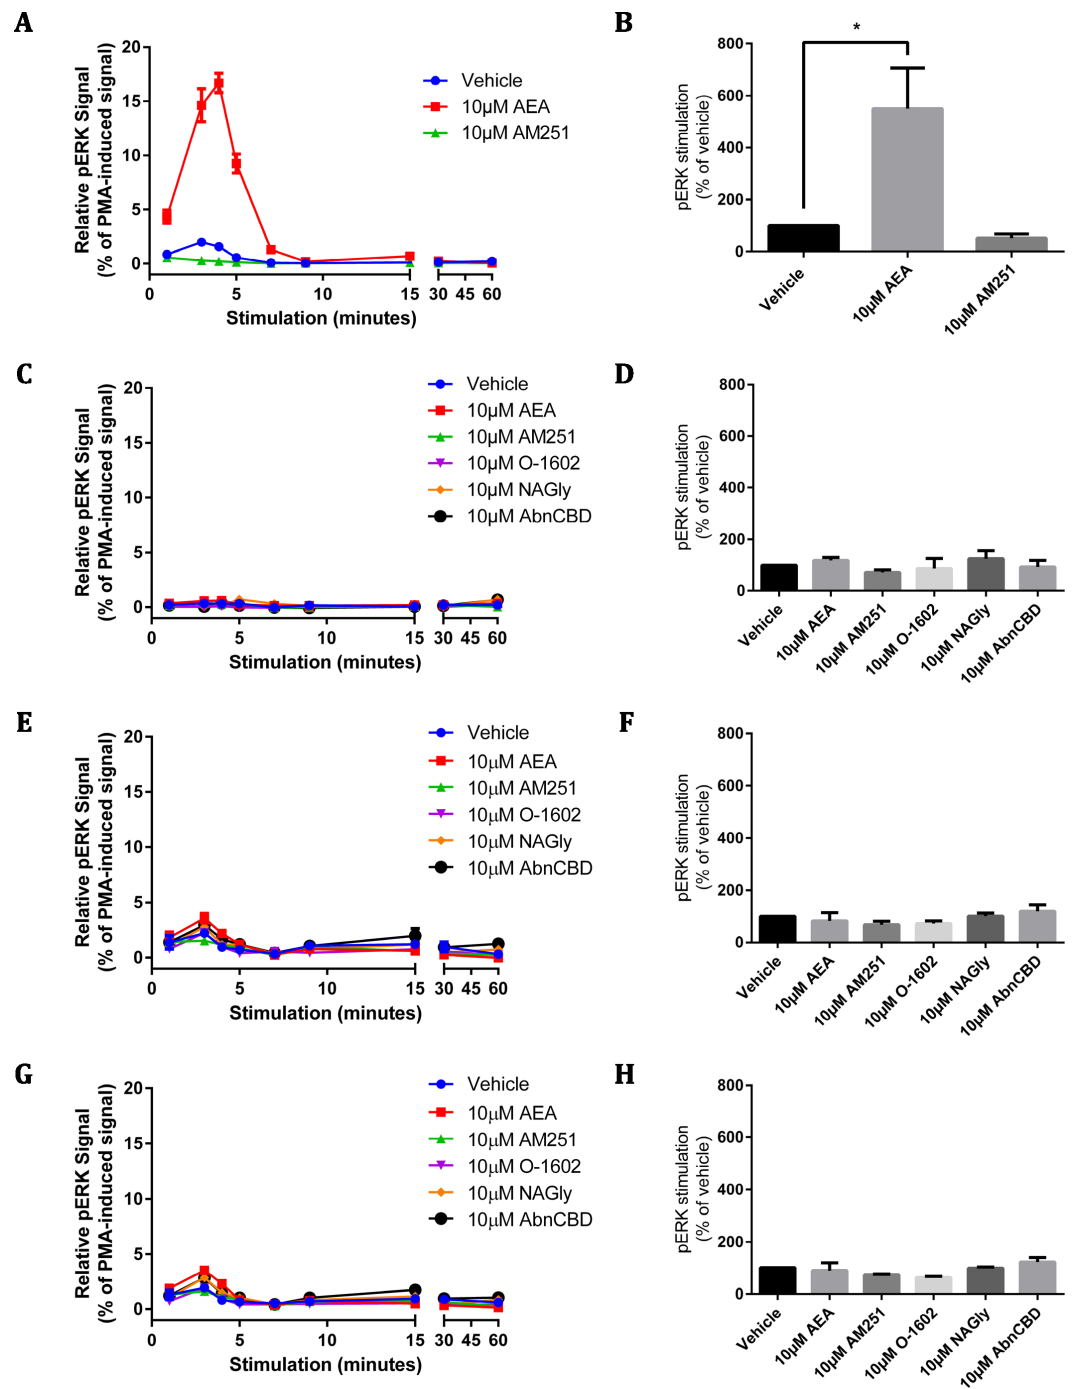 A
Relative pERK Signal
(% of PMA-induced signal)
20
15
10
5
0
0
5
10
15
30
45
60
Stimulation (minutes)
Vehicle
10µM AEA
10µM AM251
B
*
pERK stimulation
(% of vehicle)
800
600
400
200
0
Vehicle
10µM AEA
10µM AM251
C
Relative pERK Signal
(% of PMA-induced signal)
20
15
10
5
0
0
5
10
15
30
45
60
Stimulation (minutes)
Vehicle
10µM AEA
10µM AM251
10µM O-1602
10µM NAGly
10µM AbnCBD
D
pERK stimulation
(% of vehicle)
800
600
400
200
0
Vehicle
10µM AEA
10µM AM251
10µM O-1602
10µM NAGly
10µM AbnCBD
E
Relative pERK Signal
(% of PMA-induced signal)
20
15
10
5
0
0
5
10
15
30
45
60
Stimulation (minutes)
Vehicle
10µM AEA
10µM AM251
10µM O-1602
10µM NAGly
10µM AbnCBD
F
pERK stimulation
(% of vehicle)
800
600
400
200
0
Vehicle
10µM AEA
10µM AM251
10µM O-1602
10µM NAGly
10µM AbnCBD
G
Relative pERK Signal
(% of PMA-induced signal)
20
15
10
5
0
0
5
10
15
30
45
60
Stimulation (minutes)
Vehicle
10µM AEA
10µM AM251
10µM O-1602
10µM NAGly
10µM AbnCBD
H
pERK stimulation
(% of vehicle)
800
600
400
200
0
Vehicle
10µM AEA
10µM AM251
10µM O-1602
10µM NAGly
10µM AbnCBD